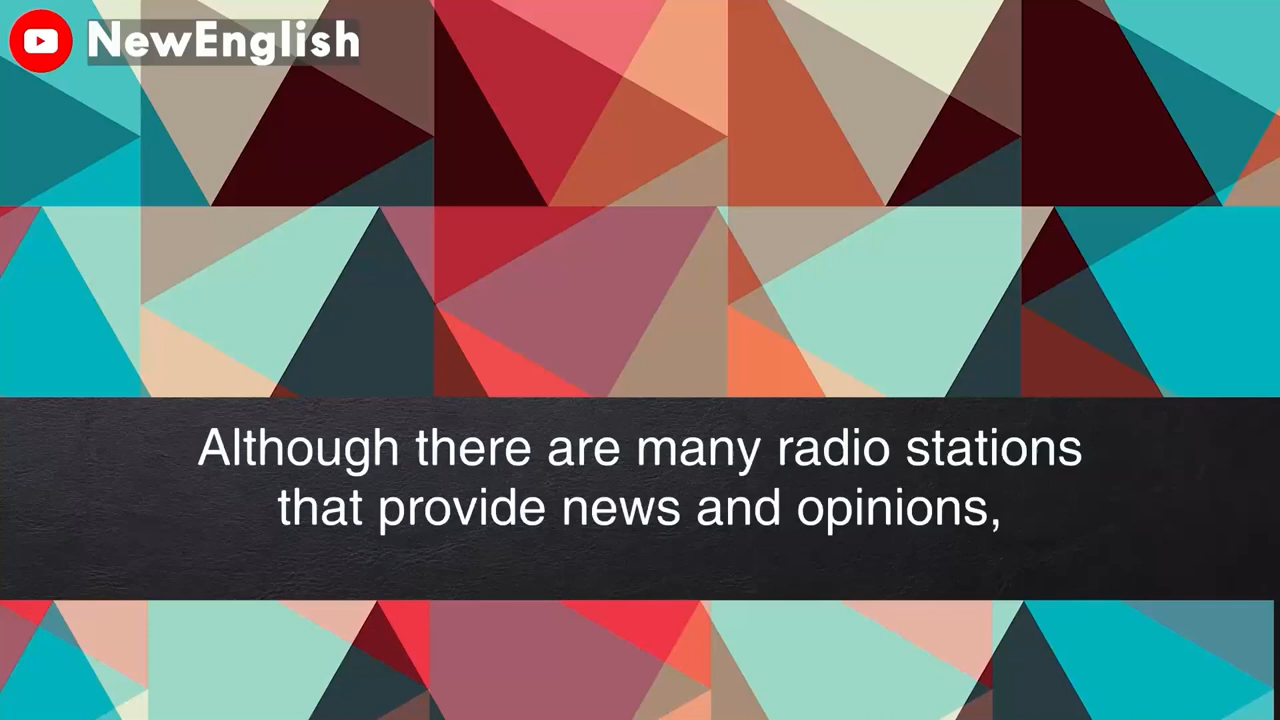 NewEnglish
Although there are many radio stations
that provide news and opinions,